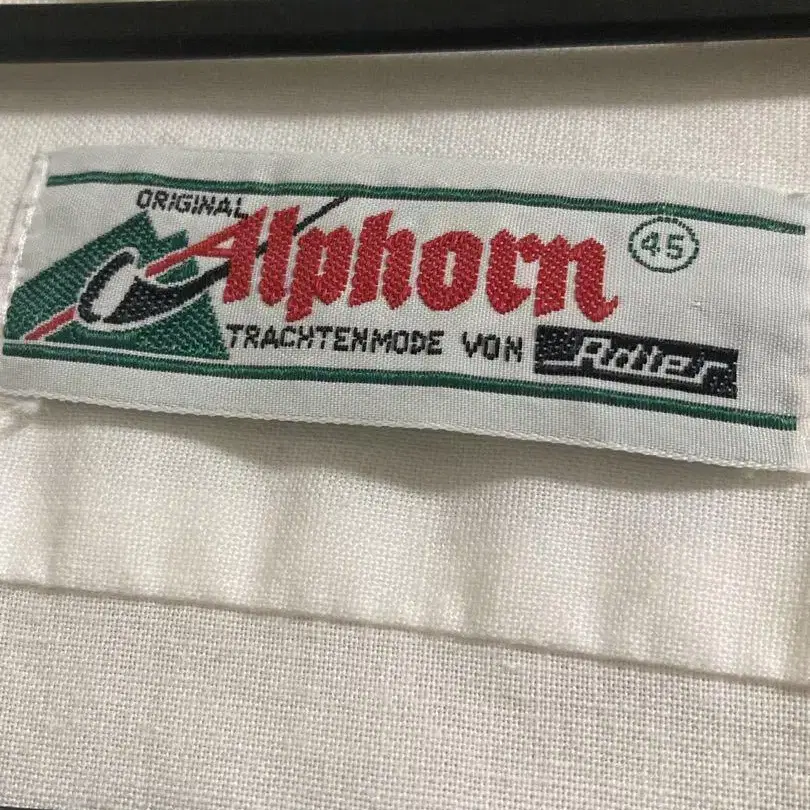 ORIGINAL
Alphorn
45
TRACHTENMODE VON